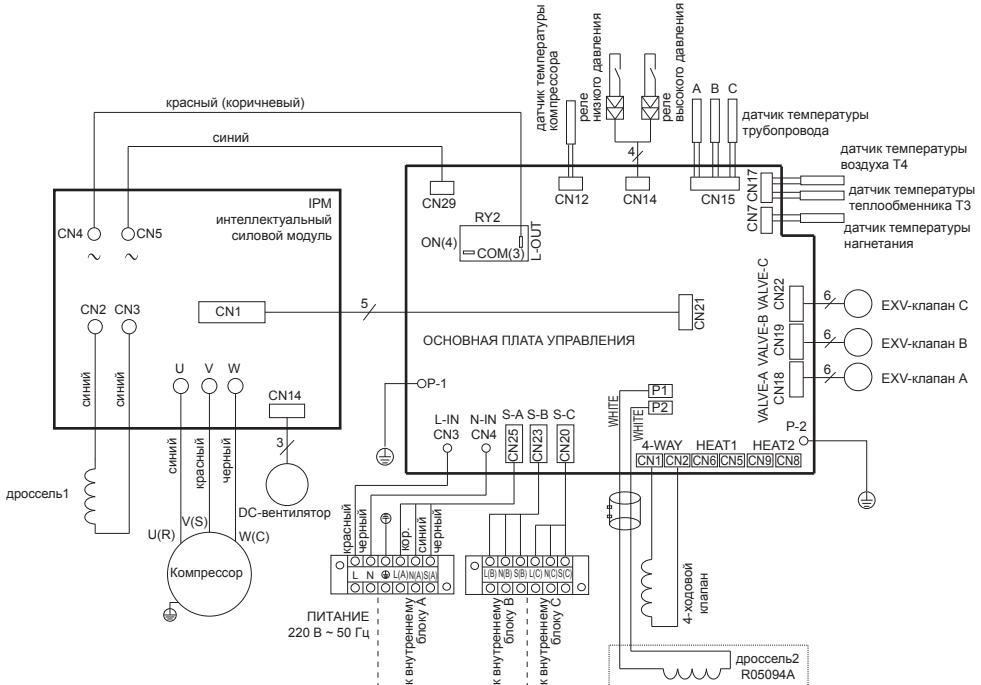 красный (коричневый)
синий
датчик температуры
компрессора
реле
низкого давления
реле
высокого давления
4
A B C
датчик температуры
трубопровода
датчик температуры
воздуха T4
датчик температуры
теплообменника T3
датчик температуры
нагнетания
CN29
CN12
CN14
CN15
CN17
CN7
IPM
интеллектуальный
силовой модуль
CN4
CN5
~
~
RY2
ON(4)
COM(3)
L-OUT
CN2
CN3
CN1
5
CN21
ОСНОВНАЯ ПЛАТА УПРАВЛЕНИЯ
VALVE-C
CN22
6
EXV-клапан C
VALVE-B
CN19
6
EXV-клапан B
VALVE-A
CN18
6
EXV-клапан A
U V W
CN14
3
синий
синий
синий
красный
черный
P-1
P1
P2
WHITE
WHITE
P-2
L-IN
CN3
N-IN
CN4
S-A
CN25
S-B
CN23
S-C
CN20
4-WAY HEAT1 HEAT2
CN1 CN2 CN6 CN5 CN9 CN8
дроссель1
DC-вентилятор
U(R)
V(S)
W(C)
Компрессор
красный
черный
кор.
синий
черный
L N L(A) N(A) S(A)
L(B) N(B) S(B) L(C) N(C) S(C)
ПИТАНИЕ
220 В ~ 50 Гц
к внутреннему
блоку A
к внутреннему
блоку B
к внутреннему
блоку C
4-ходовой
клапан
дроссель2
R05094A